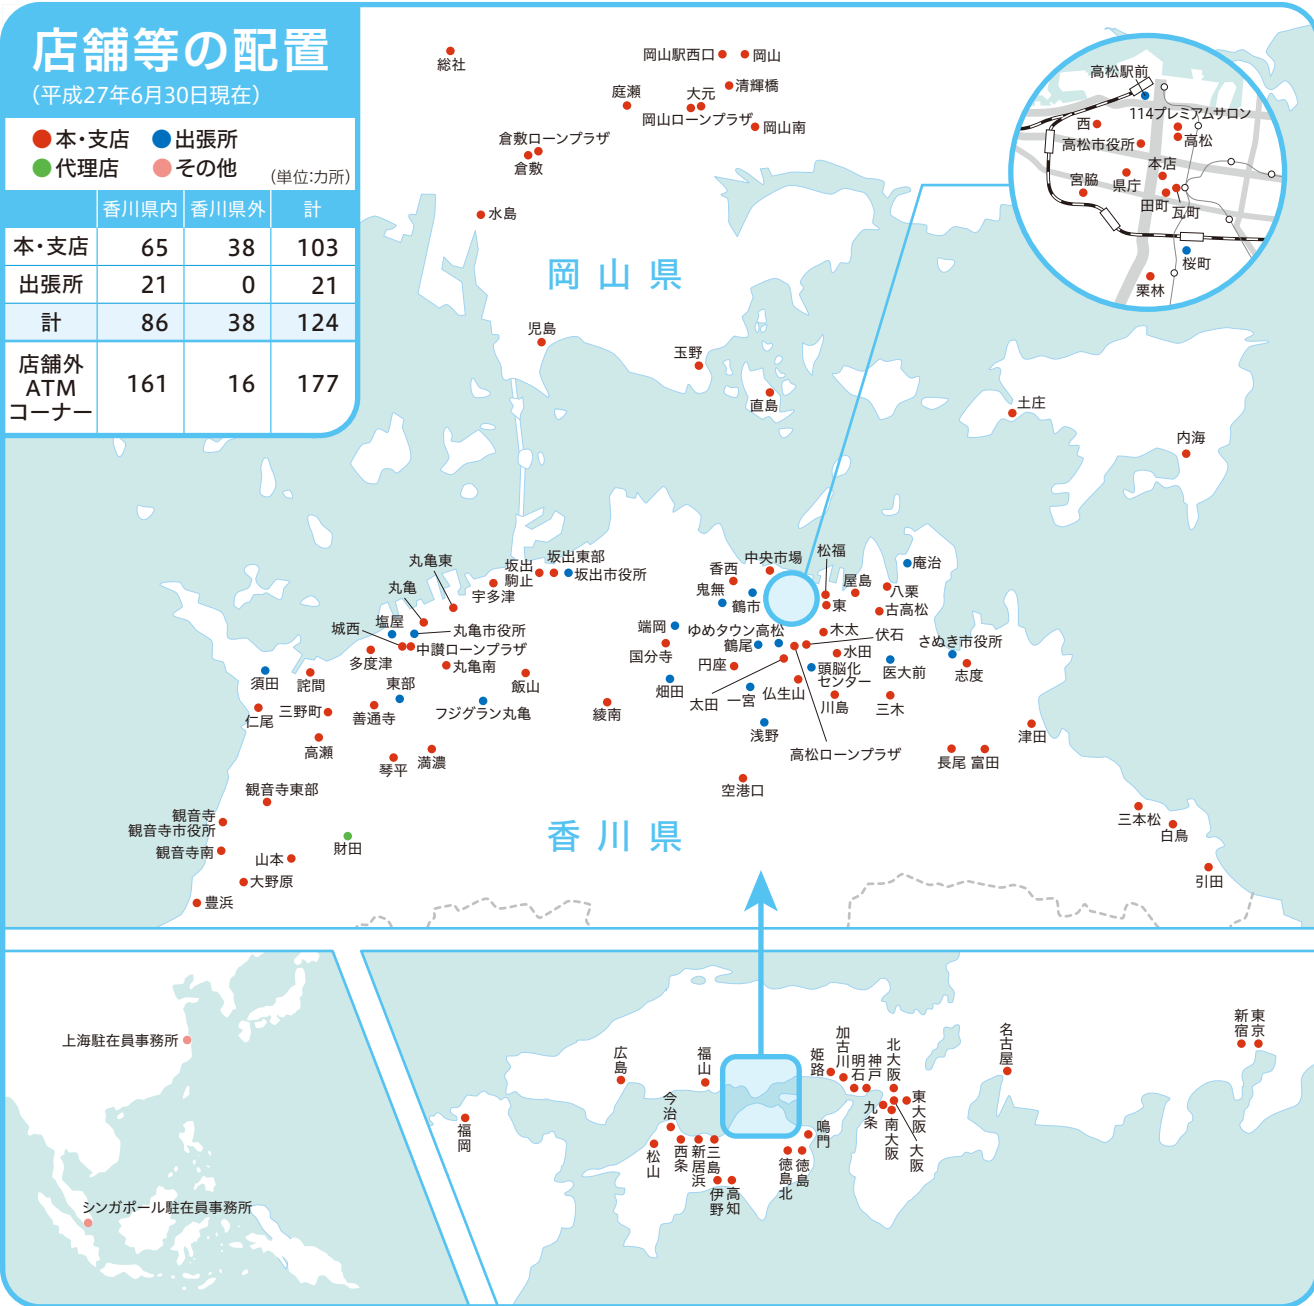 店舗等の配置
（平成27年6月30日現在）
本・支店
出張所
代理店
その他
（単位：カ所）
香川県内 香川県外 計
本・支店 65 38 103
出張所 21 0 21
計 86 38 124
店舗外
ATM
コーナー
161 16 177
総社
岡山駅西口
岡山
清輝橋
庭瀬
大元
岡山ローンプラザ
岡山南
倉敷ローンプラザ
倉敷
水島
岡山県
児島
玉野
直島
土庄
内海
高松駅前
114プレミアムサロン
西
高松
高松市役所
本店
宮脇
県庁
田町
瓦町
桜町
栗林
丸亀東
坂出
駒止
坂出東部
坂出市役所
宇多津
丸亀
中央市場
松福
香西
鬼無
鶴市
屋島
八栗
庵治
東
古高松
城西
塩屋
丸亀市役所
中讃ローンプラザ
端岡
国分寺
ゆめタウン高松
鶴尾
木太
伏石
さぬき市役所
多度津
丸亀南
円座
水田
頭脳化
センター
医大前
志度
須田
詫間
東部
飯山
畑田
太田
一宮
仏生山
川島
三木
仁尾
三野町
善通寺
フジグラン丸亀
綾南
浅野
津田
高瀬
琴平
満濃
高松ローンプラザ
長尾
富田
空港口
観音寺東部
観音寺
観音寺市役所
観音寺南
山本
財田
大野原
豊浜
香川県
三本松
白鳥
引田
上海駐在員事務所
シンガポール駐在員事務所
福岡
広島
福山
今治
松山
西条
新居浜
三島
伊野
高知
姫路
加古川
明石
神戸
北大阪
九条
南大阪
東大阪
大阪
鳴門
徳島北
徳島
名古屋
新宿
東京